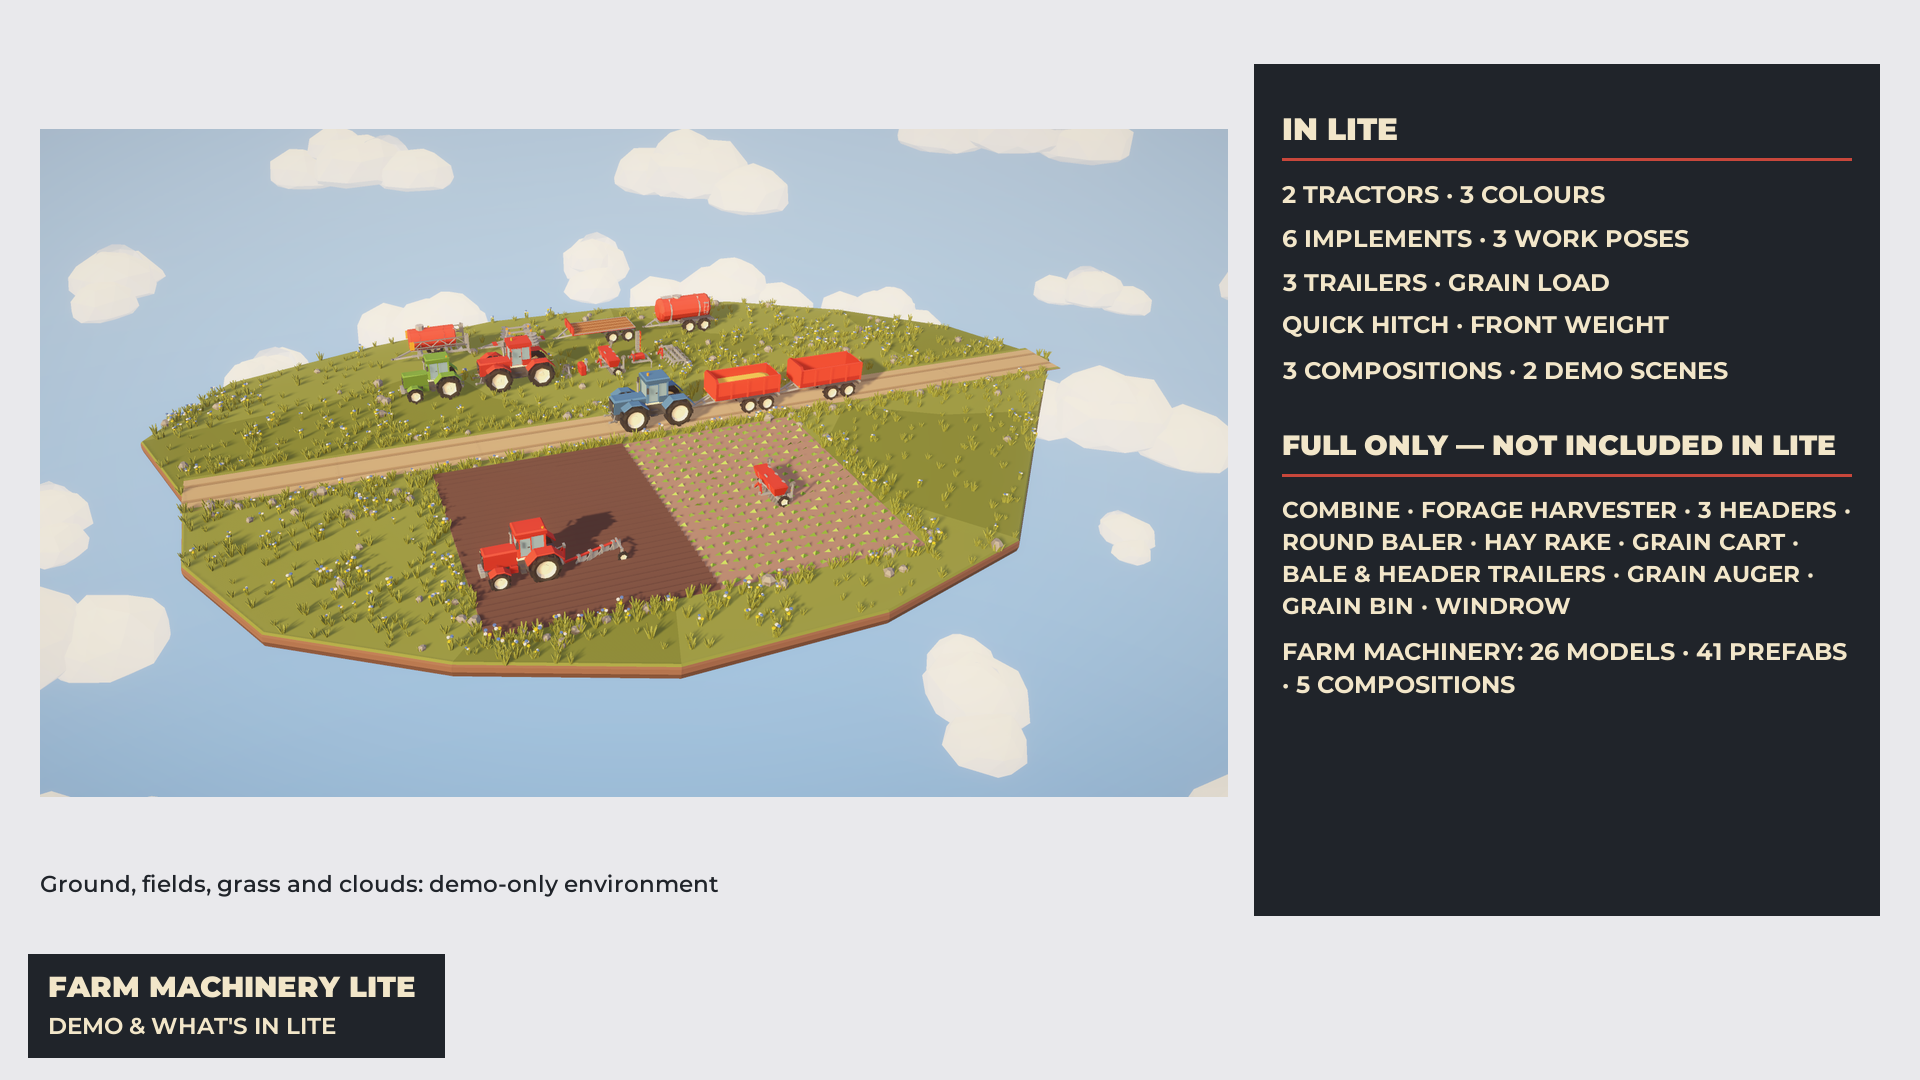 IN LITE
2 TRACTORS · 3 COLOURS
6 IMPLEMENTS · 3 WORK POSES
3 TRAILERS · GRAIN LOAD
QUICK HITCH · FRONT WEIGHT
3 COMPOSITIONS · 2 DEMO SCENES
FULL ONLY — NOT INCLUDED IN LITE
COMBINE · FORAGE HARVESTER · 3 HEADERS ·
ROUND BALER · HAY RAKE · GRAIN CART ·
BALE & HEADER TRAILERS · GRAIN AUGER ·
GRAIN BIN · WINDROW
FARM MACHINERY: 26 MODELS · 41 PREFABS
· 5 COMPOSITIONS
Ground, fields, grass and clouds: demo-only environment
FARM MACHINERY LITE
DEMO & WHAT'S IN LITE